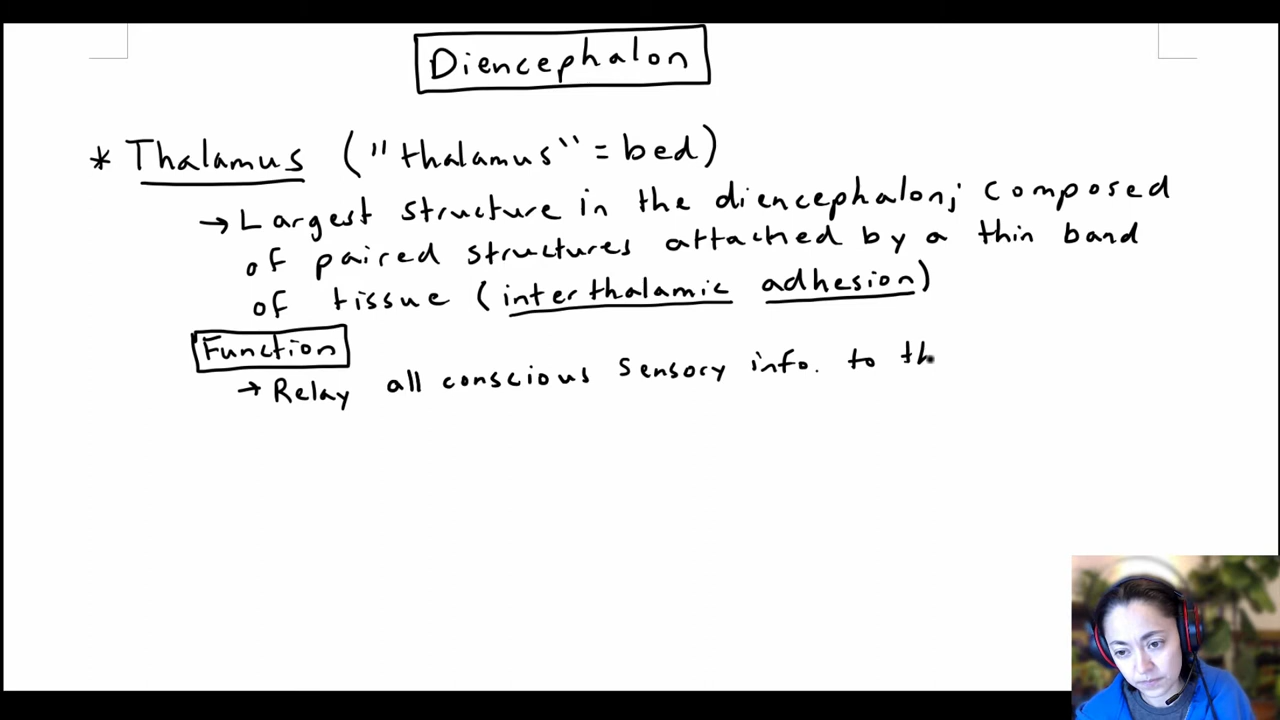 Diencephalon
* Thalamus ("thalamus" = bed)
→ Largest structure in the diencephalon; composed
of paired structures attached by a thin band
of tissue (interthalamic adhesion)
Function
→ Relay all conscious sensory info. to th